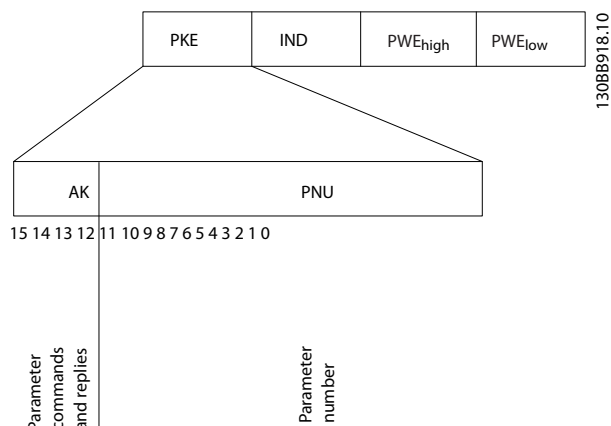 PKE IND PWEhigh PWElow
130BB918.10
AK PNU
15 14 13 12 11 10 9 8 7 6 5 4 3 2 1 0
Parameter
commands
and replies
Parameter
number